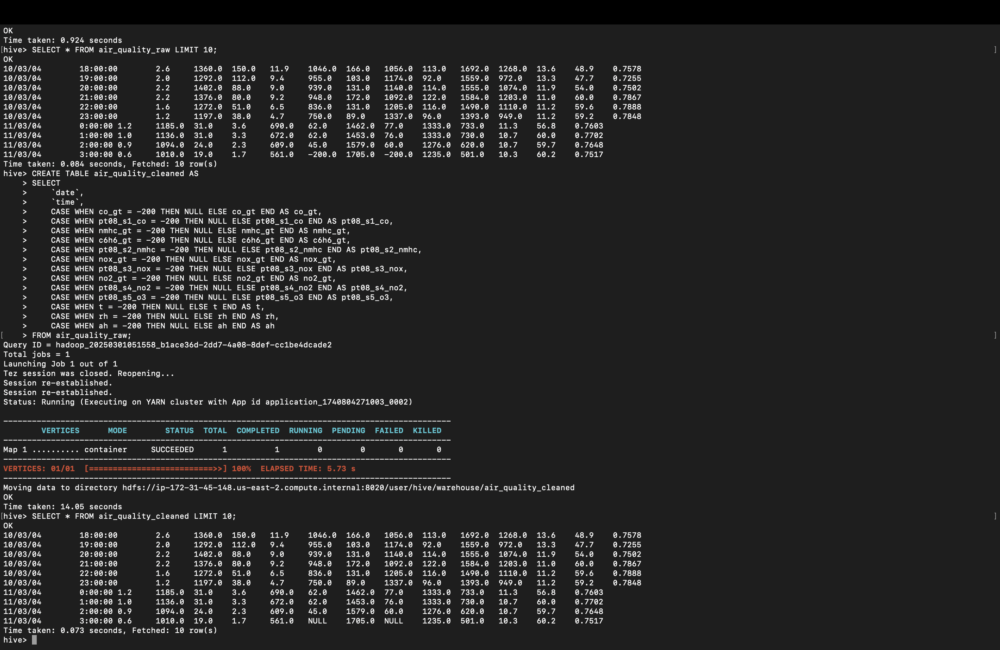 OK
Time taken: 0.924 seconds
[hive> SELECT * FROM air_quality_raw LIMIT 10; ]
OK
10/03/04 18:00:00 2.6 1360.0 150.0 11.9 1046.0 166.0 1056.0 113.0 1692.0 1268.0 13.6 48.9 0.7578
10/03/04 19:00:00 2.0 1292.0 112.0 9.4 955.0 103.0 1174.0 92.0 1559.0 972.0 13.3 47.7 0.7255
10/03/04 20:00:00 2.2 1402.0 88.0 9.0 939.0 131.0 1140.0 114.0 1555.0 1074.0 11.9 54.0 0.7502
10/03/04 21:00:00 2.2 1376.0 80.0 9.2 948.0 172.0 1092.0 122.0 1584.0 1203.0 11.0 60.0 0.7867
10/03/04 22:00:00 1.6 1272.0 51.0 6.5 836.0 131.0 1205.0 116.0 1490.0 1110.0 11.2 59.6 0.7888
10/03/04 23:00:00 1.2 1197.0 38.0 4.7 750.0 89.0 1337.0 96.0 1393.0 949.0 11.2 59.2 0.7848
11/03/04 0:00:00 1.2 1185.0 31.0 3.6 690.0 62.0 1462.0 77.0 1333.0 733.0 11.3 56.8 0.7603
11/03/04 1:00:00 1.0 1136.0 31.0 3.3 672.0 62.0 1453.0 76.0 1333.0 730.0 10.7 60.0 0.7702
11/03/04 2:00:00 0.9 1094.0 24.0 2.3 609.0 45.0 1579.0 60.0 1276.0 620.0 10.7 59.7 0.7648
11/03/04 3:00:00 0.6 1010.0 19.0 1.7 561.0 -200.0 1705.0 -200.0 1235.0 501.0 10.3 60.2 0.7517
Time taken: 0.084 seconds, Fetched: 10 row(s)
hive> CREATE TABLE air_quality_cleaned AS
> SELECT
> `date`,
> `time`,
> CASE WHEN co_gt = -200 THEN NULL ELSE co_gt END AS co_gt,
> CASE WHEN pt08_s1_co = -200 THEN NULL ELSE pt08_s1_co END AS pt08_s1_co,
> CASE WHEN nmhc_gt = -200 THEN NULL ELSE nmhc_gt END AS nmhc_gt,
> CASE WHEN c6h6_gt = -200 THEN NULL ELSE c6h6_gt END AS c6h6_gt,
> CASE WHEN pt08_s2_nmhc = -200 THEN NULL ELSE pt08_s2_nmhc END AS pt08_s2_nmhc,
> CASE WHEN nox_gt = -200 THEN NULL ELSE nox_gt END AS nox_gt,
> CASE WHEN pt08_s3_nox = -200 THEN NULL ELSE pt08_s3_nox END AS pt08_s3_nox,
> CASE WHEN no2_gt = -200 THEN NULL ELSE no2_gt END AS no2_gt,
> CASE WHEN pt08_s4_no2 = -200 THEN NULL ELSE pt08_s4_no2 END AS pt08_s4_no2,
> CASE WHEN pt08_s5_o3 = -200 THEN NULL ELSE pt08_s5_o3 END AS pt08_s5_o3,
> CASE WHEN t = -200 THEN NULL ELSE t END AS t,
> CASE WHEN rh = -200 THEN NULL ELSE rh END AS rh,
> CASE WHEN ah = -200 THEN NULL ELSE ah END AS ah
[ > FROM air_quality_raw; ]
Query ID = hadoop_20250301051558_b1ace36d-2dd7-4a08-8def-cc1be4dcade2
Total jobs = 1
Launching Job 1 out of 1
Tez session was closed. Reopening...
Session re-established.
Session re-established.
Status: Running (Executing on YARN cluster with App id application_1740804271003_0002)
----------------------------------------------------------------------------------------------
VERTICES MODE STATUS TOTAL COMPLETED RUNNING PENDING FAILED KILLED
----------------------------------------------------------------------------------------------
Map 1 .......... container SUCCEEDED 1 1 0 0 0 0
----------------------------------------------------------------------------------------------
VERTICES: 01/01 [==========================>>] 100% ELAPSED TIME: 5.73 s
----------------------------------------------------------------------------------------------
Moving data to directory hdfs://ip-172-31-45-148.us-east-2.compute.internal:8020/user/hive/warehouse/air_quality_cleaned
OK
Time taken: 14.05 seconds
[hive> SELECT * FROM air_quality_cleaned LIMIT 10; ]
OK
10/03/04 18:00:00 2.6 1360.0 150.0 11.9 1046.0 166.0 1056.0 113.0 1692.0 1268.0 13.6 48.9 0.7578
10/03/04 19:00:00 2.0 1292.0 112.0 9.4 955.0 103.0 1174.0 92.0 1559.0 972.0 13.3 47.7 0.7255
10/03/04 20:00:00 2.2 1402.0 88.0 9.0 939.0 131.0 1140.0 114.0 1555.0 1074.0 11.9 54.0 0.7502
10/03/04 21:00:00 2.2 1376.0 80.0 9.2 948.0 172.0 1092.0 122.0 1584.0 1203.0 11.0 60.0 0.7867
10/03/04 22:00:00 1.6 1272.0 51.0 6.5 836.0 131.0 1205.0 116.0 1490.0 1110.0 11.2 59.6 0.7888
10/03/04 23:00:00 1.2 1197.0 38.0 4.7 750.0 89.0 1337.0 96.0 1393.0 949.0 11.2 59.2 0.7848
11/03/04 0:00:00 1.2 1185.0 31.0 3.6 690.0 62.0 1462.0 77.0 1333.0 733.0 11.3 56.8 0.7603
11/03/04 1:00:00 1.0 1136.0 31.0 3.3 672.0 62.0 1453.0 76.0 1333.0 730.0 10.7 60.0 0.7702
11/03/04 2:00:00 0.9 1094.0 24.0 2.3 609.0 45.0 1579.0 60.0 1276.0 620.0 10.7 59.7 0.7648
11/03/04 3:00:00 0.6 1010.0 19.0 1.7 561.0 NULL 1705.0 NULL 1235.0 501.0 10.3 60.2 0.7517
Time taken: 0.073 seconds, Fetched: 10 row(s)
hive>